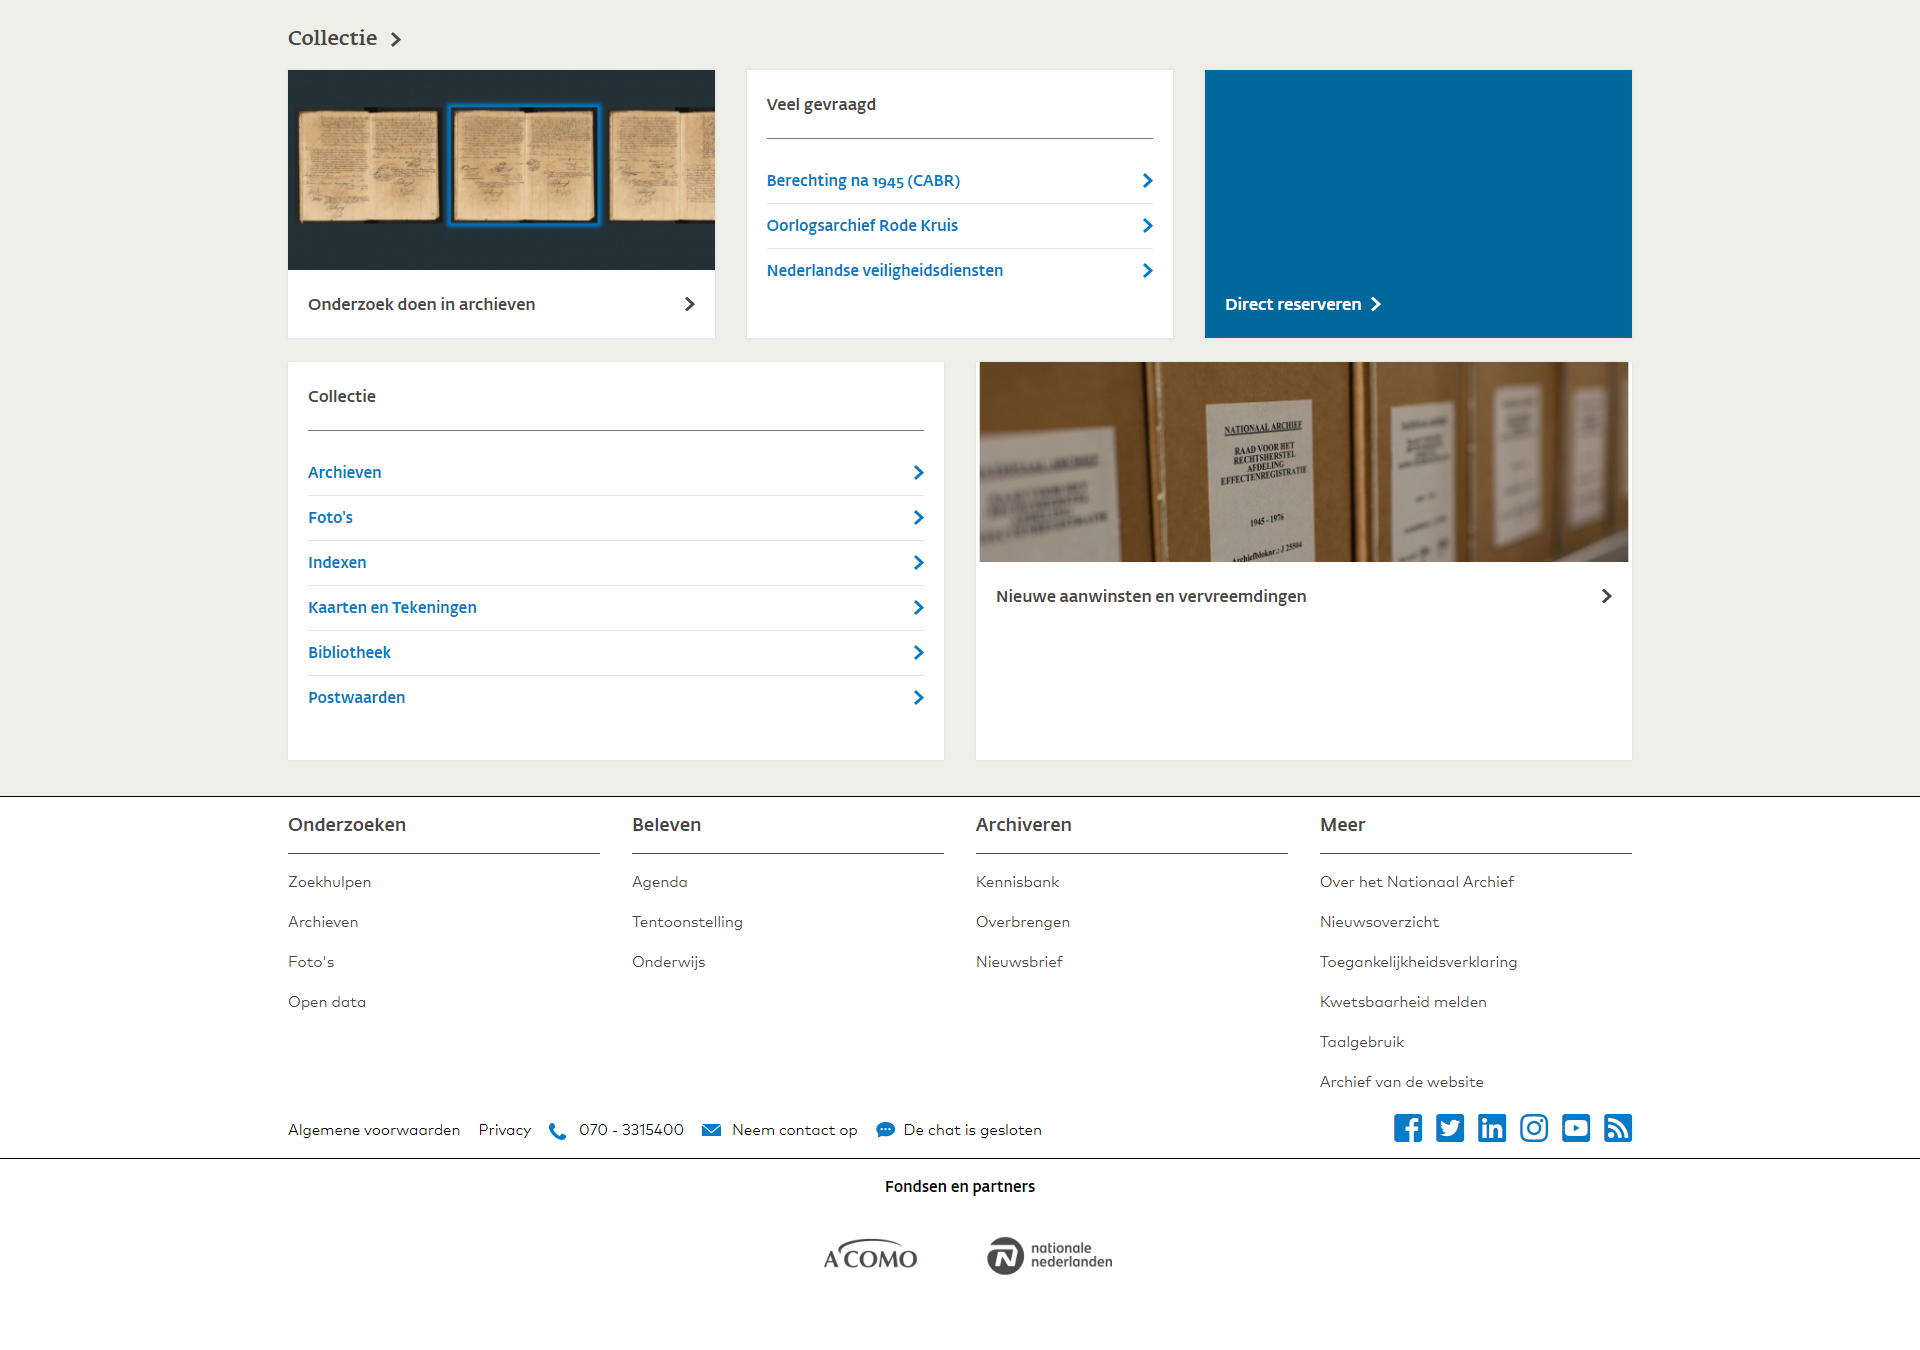 Collectie
Onderzoek doen in archieven
Veel gevraagd
Berechting na 1945 (CABR)
Oorlogsarchief Rode Kruis
Nederlandse veiligheidsdiensten
Direct reserveren
Collectie
Archieven
Foto's
Indexen
Kaarten en Tekeningen
Bibliotheek
Postwaarden
NATIONAAL ARCHIEF
RAAD VOOR HET
RECHTSHERSTEL
AFDELING
EFFECTENREGISTRATIE
1945 - 1976
Archiefbloknr.: J 25504
Nieuwe aanwinsten en vervreemdingen
Onderzoeken
Zoekhulpen
Archieven
Foto's
Open data
Beleven
Agenda
Tentoonstelling
Onderwijs
Archiveren
Kennisbank
Overbrengen
Nieuwsbrief
Meer
Over het Nationaal Archief
Nieuwsoverzicht
Toegankelijkheidsverklaring
Kwetsbaarheid melden
Taalgebruik
Archief van de website
Algemene voorwaarden Privacy 070 - 3315400 Neem contact op De chat is gesloten
Fondsen en partners
A'COMO
nationale
nederlanden